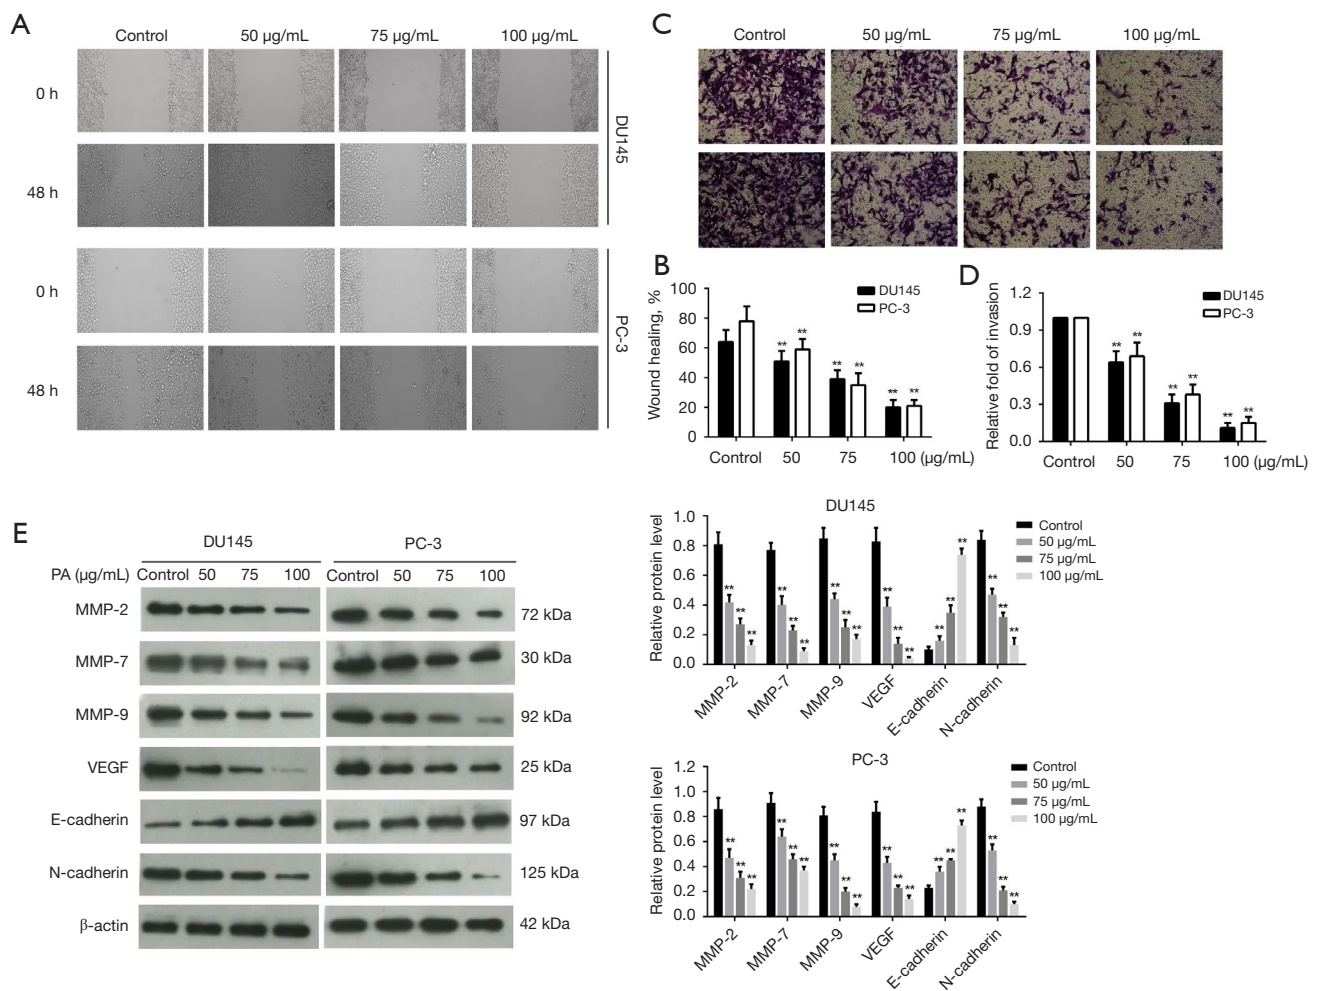 A
Control 50 µg/mL 75 µg/mL 100 µg/mL
0 h
48 h
DU145
0 h
48 h
PC-3
C
Control 50 µg/mL 75 µg/mL 100 µg/mL
B
Wound healing, %
100
80
60
40
20
0
DU145
PC-3
** ** ** ** ** **
Control 50 75 100 (µg/mL)
D
Relative fold of invasion
1.2
0.9
0.6
0.3
0.0
DU145
PC-3
** ** ** ** ** **
Control 50 75 100 (µg/mL)
E
DU145 PC-3
PA (µg/mL) Control 50 75 100 Control 50 75 100
MMP-2 72 kDa
MMP-7 30 kDa
MMP-9 92 kDa
VEGF 25 kDa
E-cadherin 97 kDa
N-cadherin 125 kDa
β-actin 42 kDa
DU145
Relative protein level
1.0
0.8
0.6
0.4
0.2
0.0
Control
50 µg/mL
75 µg/mL
100 µg/mL
** ** ** ** ** ** ** ** ** ** ** ** ** ** ** ** ** **
MMP-2 MMP-7 MMP-9 VEGF E-cadherin N-cadherin
PC-3
Relative protein level
1.2
1.0
0.8
0.6
0.4
0.2
0.0
Control
50 µg/mL
75 µg/mL
100 µg/mL
** ** ** ** ** ** ** ** ** ** ** ** ** ** ** ** ** **
MMP-2 MMP-7 MMP-9 VEGF E-cadherin N-cadherin